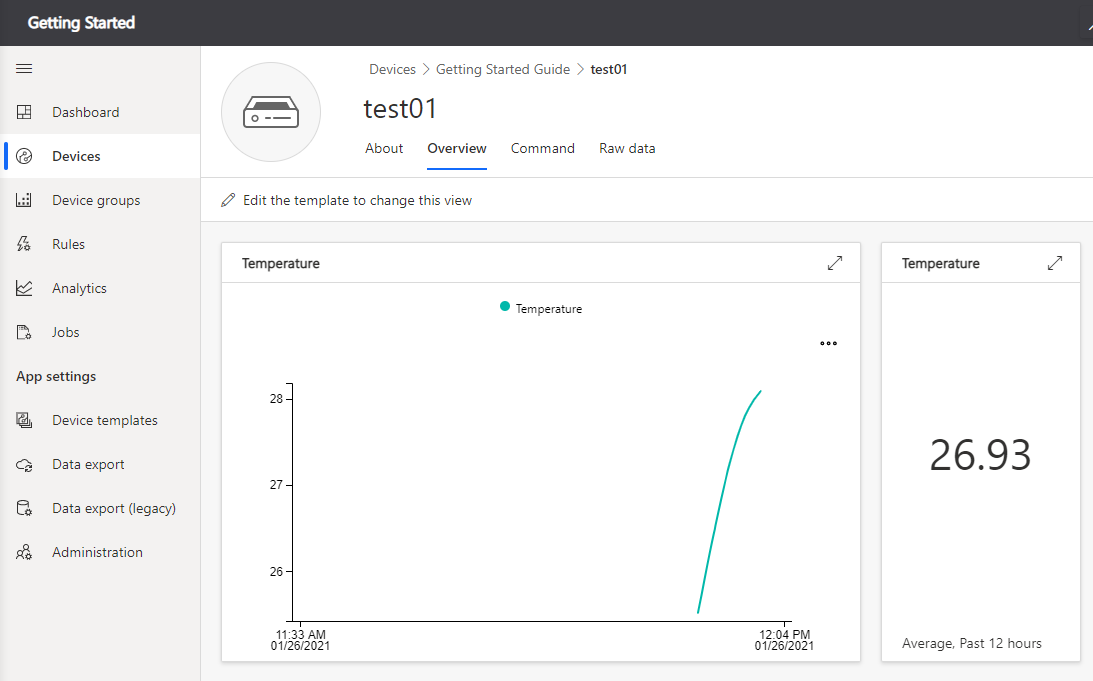 Getting Started
Dashboard
Devices
Device groups
Rules
Analytics
Jobs
App settings
Device templates
Data export
Data export (legacy)
Administration
Devices > Getting Started Guide > test01
test01
About Overview Command Raw data
Edit the template to change this view
Temperature
Temperature
28
27
26
11:33 AM
01/26/2021
12:04 PM
01/26/2021
Temperature
26.93
Average, Past 12 hours